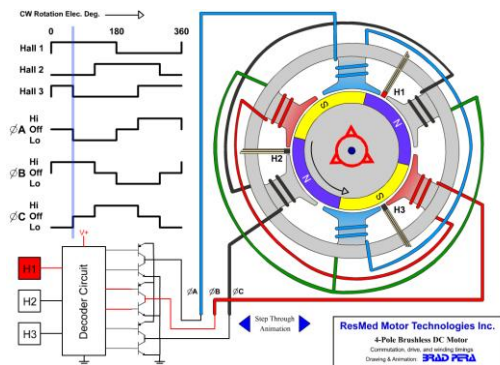 CW Rotation Elec. Deg.
0 180 360
Hall 1
Hall 2
Hall 3
Hi
ØA Off
Lo
Hi
ØB Off
Lo
Hi
ØC Off
Lo
V+
H1
H2
H3
Decoder Circuit
ØA ØB ØC
S
N
S
N
H1
H2
H3
Step Through
Animation
ResMed Motor Technologies Inc.
4-Pole Brushless DC Motor
Commutation, drive, and winding timings
Drawing & Animation: BRAD PERA